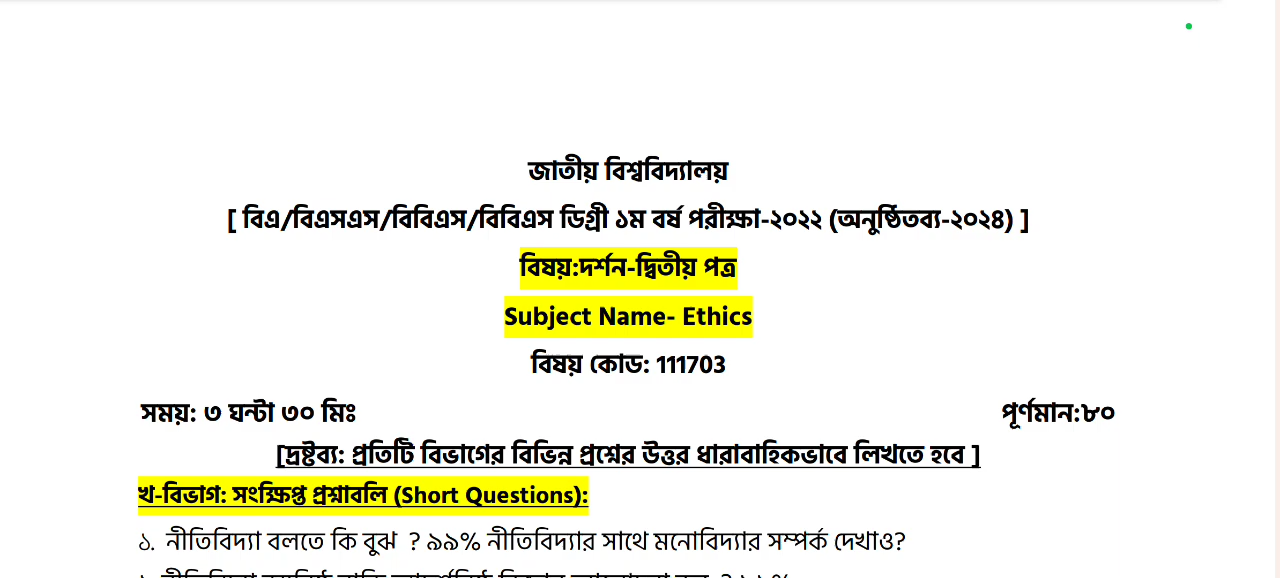 জাতীয় বিশ্ববিদ্যালয়
[ বিএ/বিএসএস/বিবিএস/বিবিএস ডিগ্রী ১ম বর্ষ পরীক্ষা-২০২২ (অনুষ্ঠিতব্য-২০২৪) ]
বিষয়:দর্শন-দ্বিতীয় পত্র
Subject Name- Ethics
বিষয় কোড: 111703
সময়: ৩ ঘন্টা ৩০ মিঃ পূর্ণমান:৮০
[দ্রষ্টব্য: প্রতিটি বিভাগের বিভিন্ন প্রশ্নের উত্তর ধারাবাহিকভাবে লিখতে হবে ]
খ-বিভাগ: সংক্ষিপ্ত প্রশ্নাবলি (Short Questions):
১. নীতিবিদ্যা বলতে কি বুঝ ? ৯৯% নীতিবিদ্যার সাথে মনোবিদ্যার সম্পর্ক দেখাও?